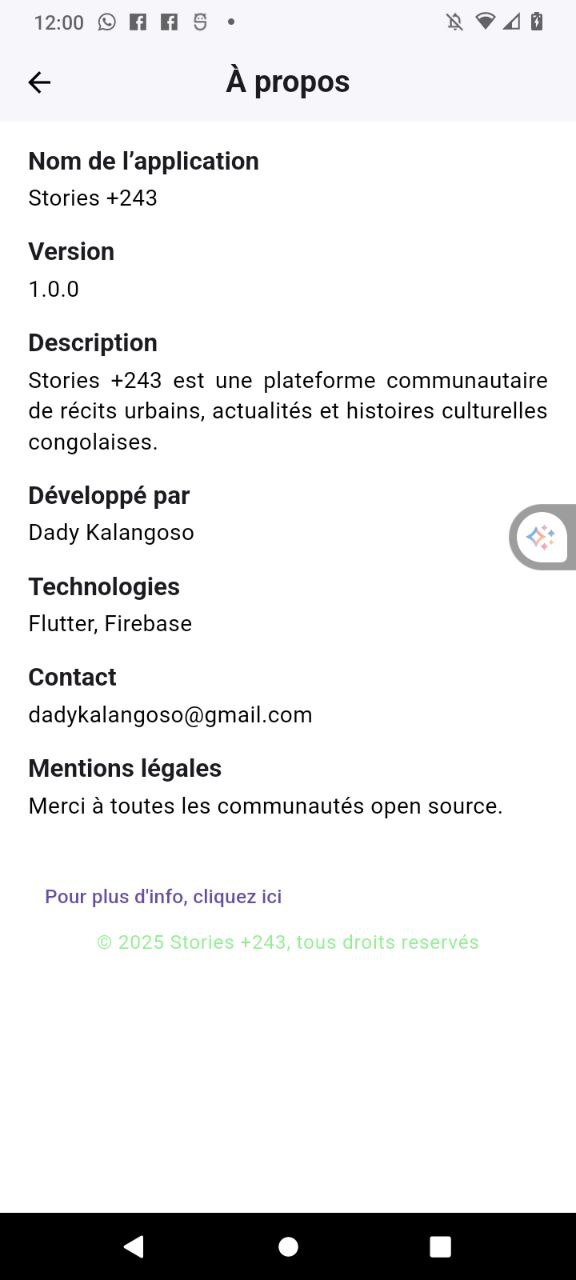 12:00
À propos
Nom de l’application
Stories +243
Version
1.0.0
Description
Stories +243 est une plateforme communautaire
de récits urbains, actualités et histoires culturelles
congolaises.
Développé par
Dady Kalangoso
Technologies
Flutter, Firebase
Contact
dadykalangoso@gmail.com
Mentions légales
Merci à toutes les communautés open source.
Pour plus d'info, cliquez ici
© 2025 Stories +243, tous droits reservés